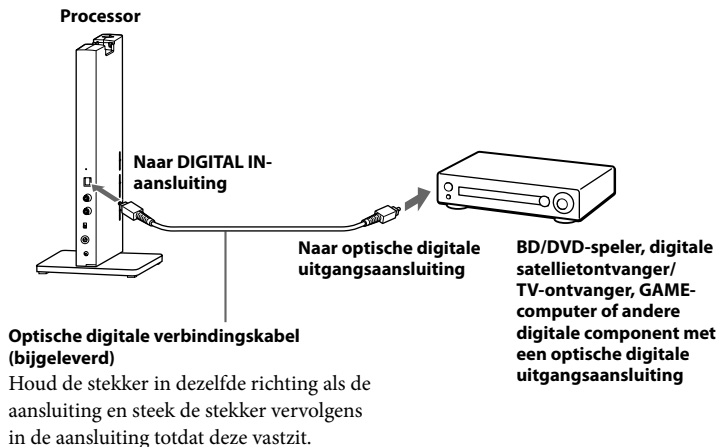 Processor
Naar DIGITAL IN-
aansluiting
Naar optische digitale
uitgangsaansluiting
BD/DVD-speler, digitale
satellietontvanger/
TV-ontvanger, GAME-
computer of andere
digitale component met
een optische digitale
uitgangsaansluiting
Optische digitale verbindingskabel
(bijgeleverd)
Houd de stekker in dezelfde richting als de
aansluiting en steek de stekker vervolgens
in de aansluiting totdat deze vastzit.